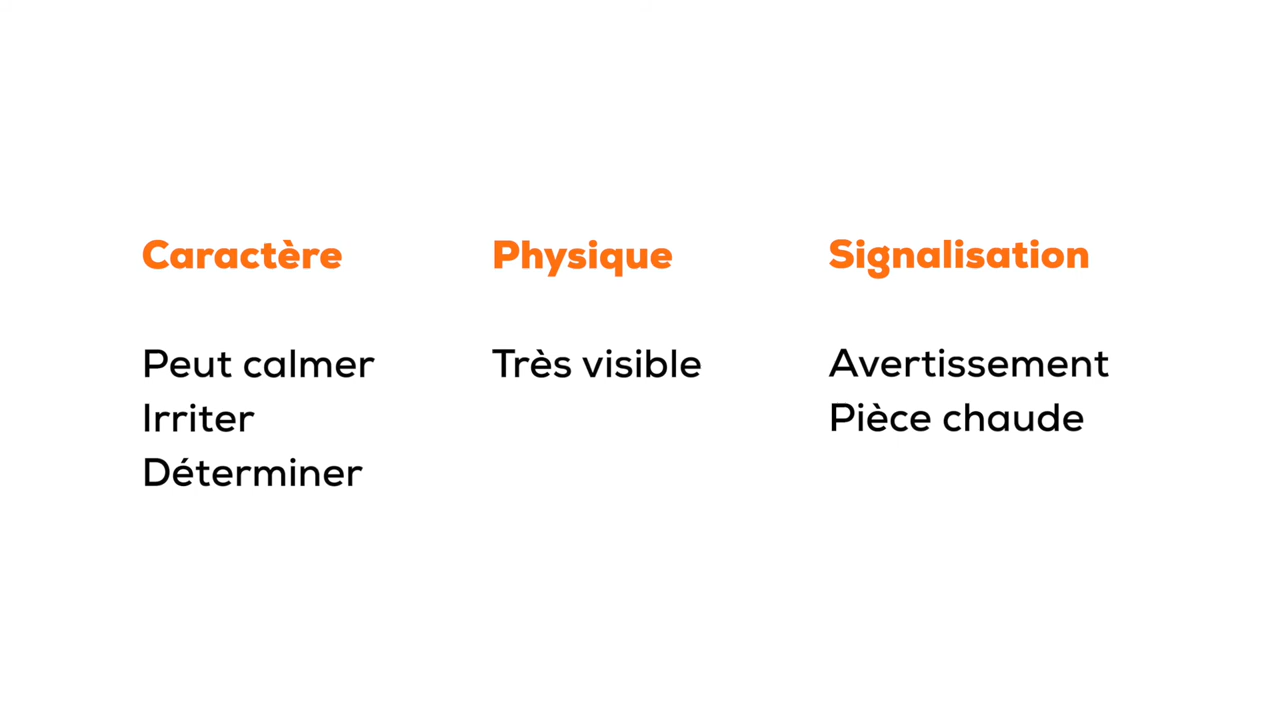 Caractère
Peut calmer
Irriter
Déterminer
Physique
Très visible
Signalisation
Avertissement
Pièce chaude